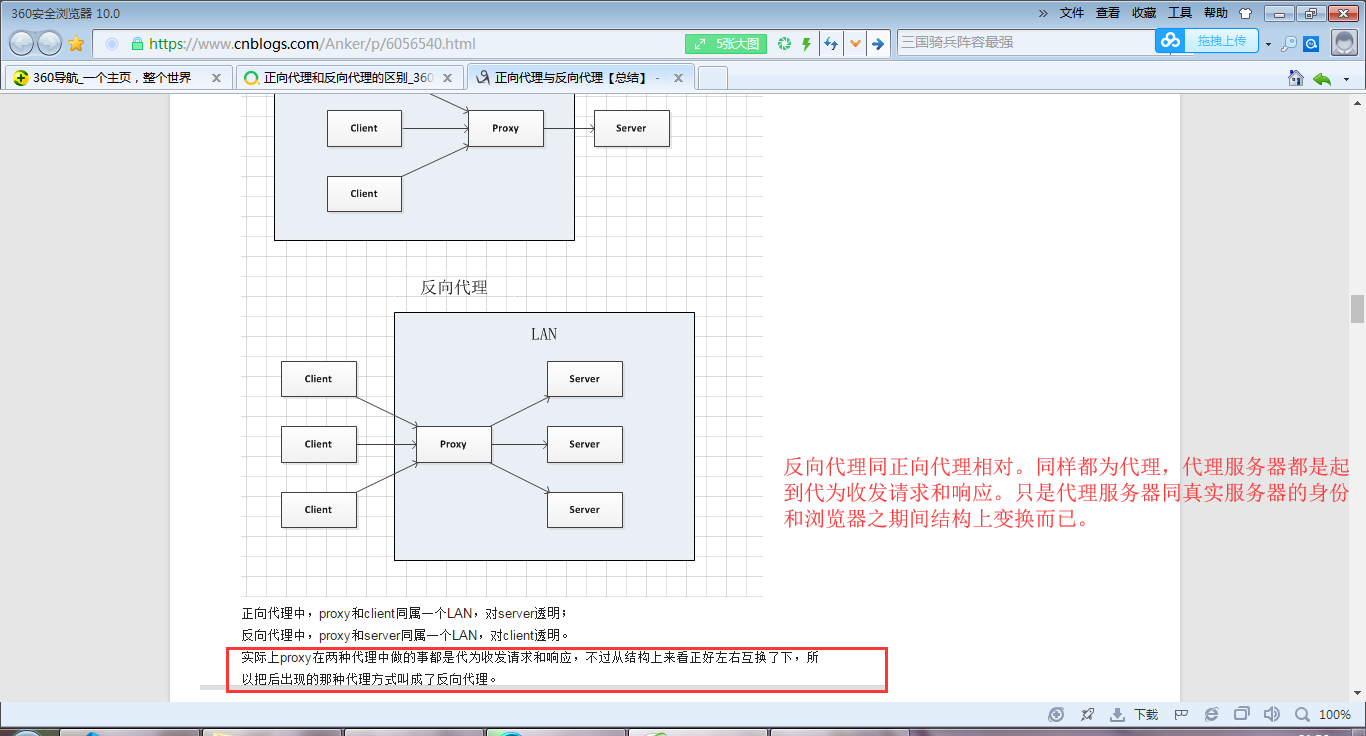 360安全浏览器 10.0
» 文件 查看 收藏 工具 帮助
https://www.cnblogs.com/Anker/p/6056540.html
5张大图
三国骑兵阵容最强
拖拽上传
360导航_一个主页，整个世界
正向代理和反向代理的区别_360
正向代理与反向代理【总结】 -
Client
Proxy
Server
Client
反向代理
LAN
Client
Server
Client
Proxy
Server
Client
Server
反向代理同正向代理相对。同样都为代理，代理服务器都是起
到代为收发请求和响应。只是代理服务器同真实服务器的身份
和浏览器之期间结构上变换而已。
正向代理中，proxy和client同属一个LAN，对server透明；
反向代理中，proxy和server同属一个LAN，对client透明。
实际上proxy在两种代理中做的事都是代为收发请求和响应，不过从结构上来看正好左右互换了下，所
以把后出现的那种代理方式叫成了反向代理。
下载
100%